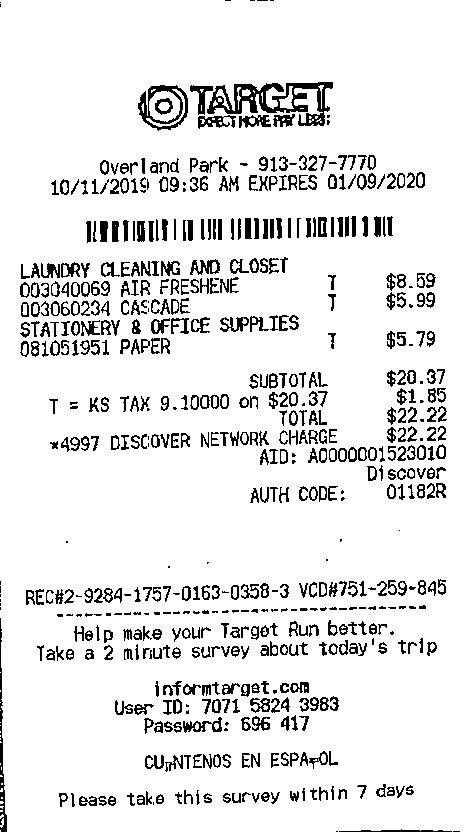 TARGET
EXPECT MORE PAY LESS.
Overland Park - 913-327-7770
10/11/2019 09:36 AM EXPIRES 01/09/2020
LAUNDRY CLEANING AND CLOSET
003040069 AIR FRESHENE T $8.59
003060234 CASCADE T $5.99
STATIONERY & OFFICE SUPPLIES
081051951 PAPER T $5.79
SUBTOTAL $20.37
T = KS TAX 9.10000 on $20.37 $1.85
TOTAL $22.22
*4997 DISCOVER NETWORK CHARGE $22.22
AID: A0000001523010
Discover
AUTH CODE: 01182R
REC#2-9284-1757-0163-0358-3 VCD#751-259-845
Help make your Target Run better.
Take a 2 minute survey about today's trip
informtarget.com
User ID: 7071 5824 3983
Password: 696 417
CU╥NTENOS EN ESPA╤OL
Please take this survey within 7 days